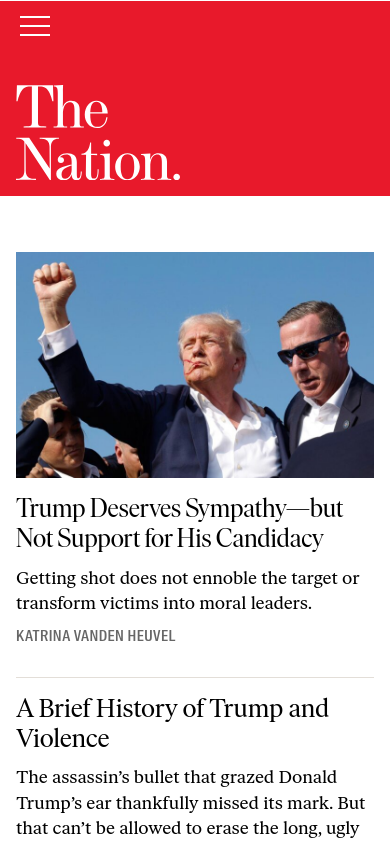 The
Nation.
Trump Deserves Sympathy—but
Not Support for His Candidacy
Getting shot does not ennoble the target or
transform victims into moral leaders.
KATRINA VANDEN HEUVEL
A Brief History of Trump and
Violence
The assassin’s bullet that grazed Donald
Trump’s ear thankfully missed its mark. But
that can’t be allowed to erase the long, ugly